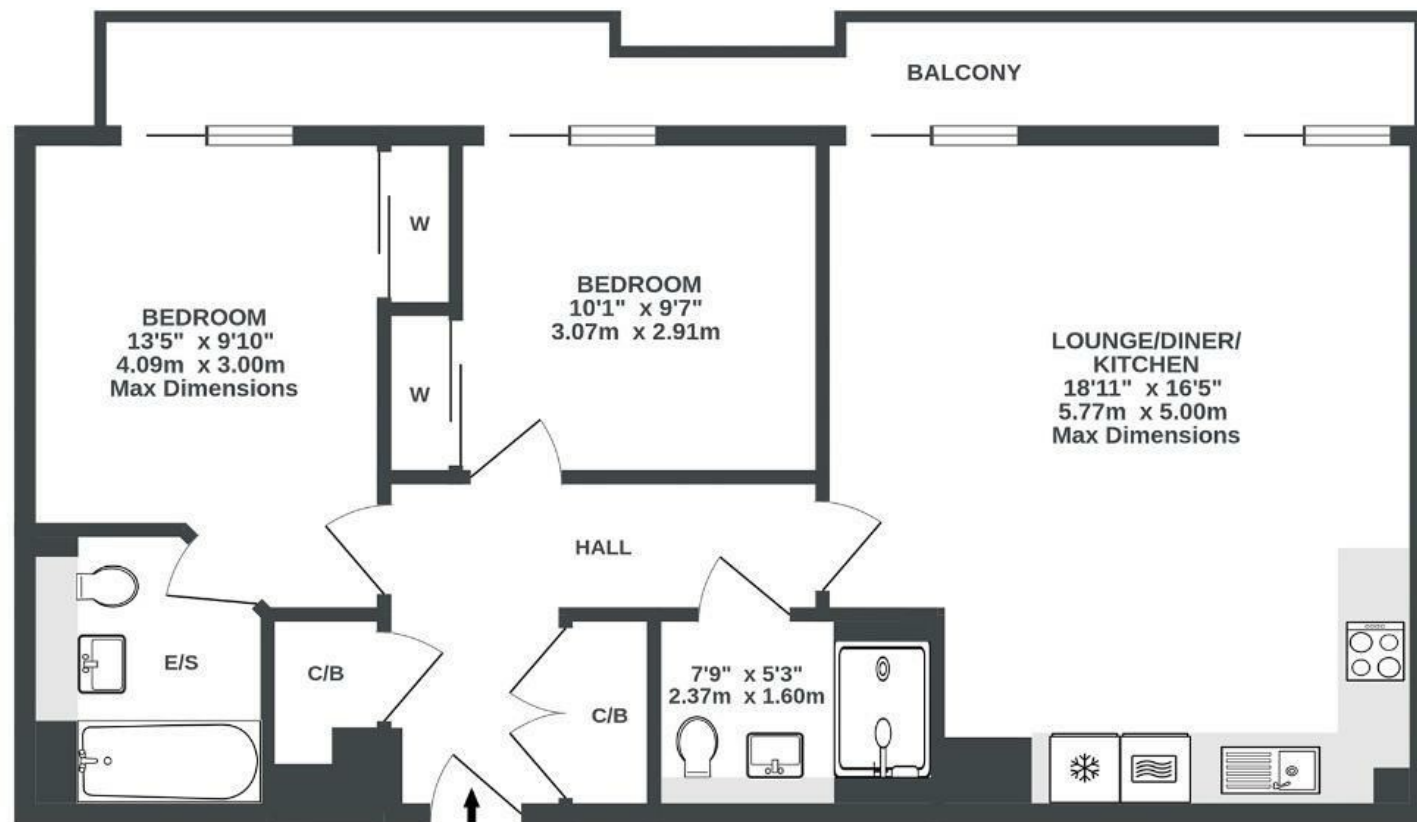 BALCONY
W
BEDROOM
10'1" x 9'7"
3.07m x 2.91m
BEDROOM
13'5" x 9'10"
4.09m x 3.00m
Max Dimensions
W
LOUNGE/DINER/
KITCHEN
18'11" x 16'5"
5.77m x 5.00m
Max Dimensions
HALL
E/S
C/B
C/B
7'9" x 5'3"
2.37m x 1.60m